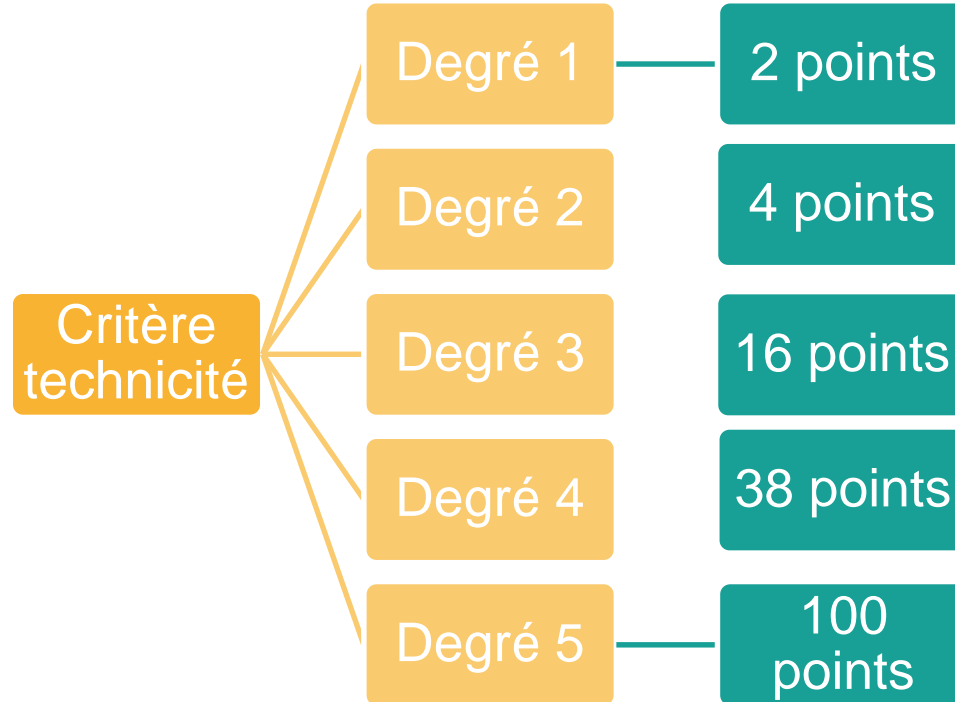 Critère
technicité
Degré 1
2 points
Degré 2
4 points
Degré 3
16 points
Degré 4
38 points
Degré 5
100
points